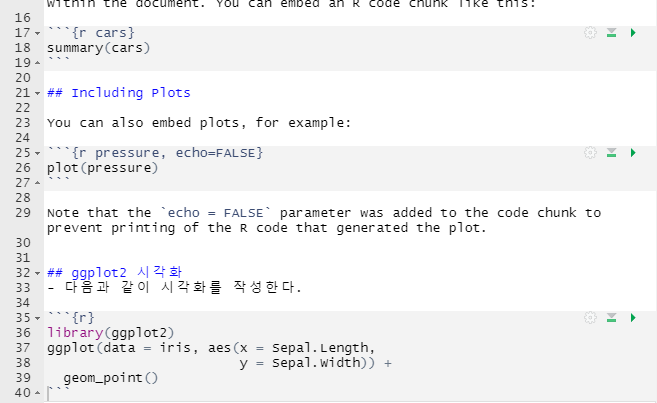 within the document. You can embed an R code chunk like this:
16
17 ```{r cars}
18 summary(cars)
19 ```
20
21 ## Including Plots
22
23 You can also embed plots, for example:
24
25 ```{r pressure, echo=FALSE}
26 plot(pressure)
27 ```
28
29 Note that the `echo = FALSE` parameter was added to the code chunk to
prevent printing of the R code that generated the plot.
30
31
32 ## ggplot2 시각화
33 - 다음과 같이 시각화를 작성한다.
34
35 ```{r}
36 library(ggplot2)
37 ggplot(data = iris, aes(x = Sepal.Length,
38                         y = Sepal.Width)) +
39   geom_point()
40 ```